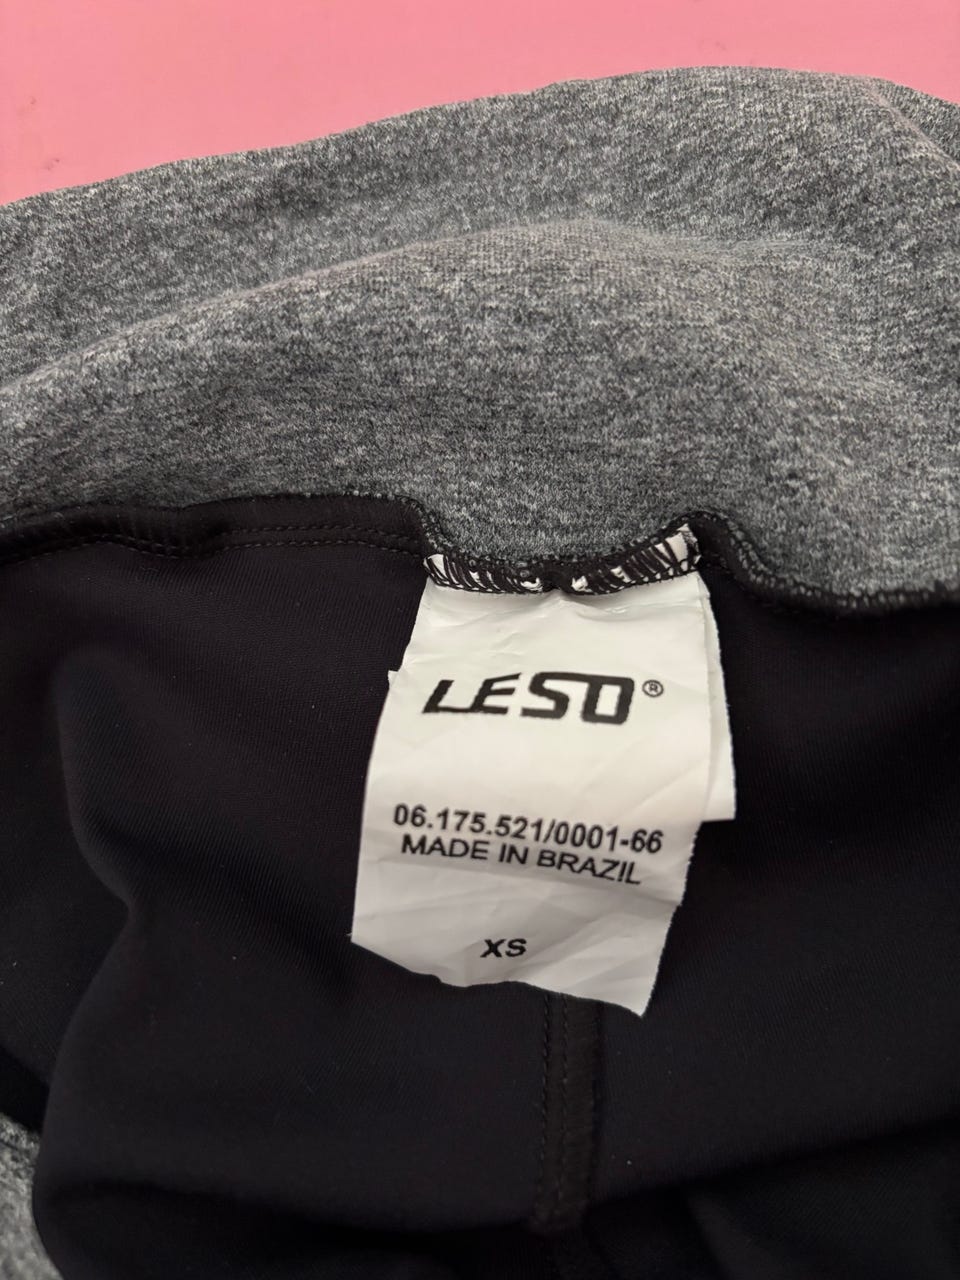 LESO®
06.175.521/0001-66
MADE IN BRAZIL
XS